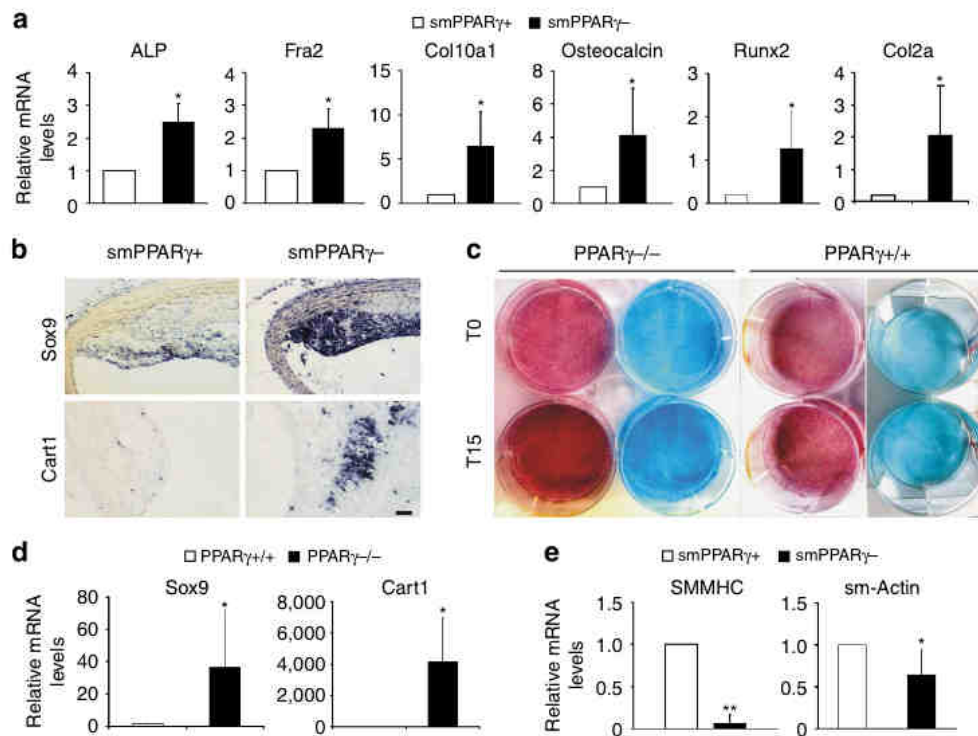 a
smPPARγ+ smPPARγ–
ALP Fra2 Col10a1 Osteocalcin Runx2 Col2a
Relative mRNA
levels
4
3
2
1
0
4
3
2
1
0
15
10
5
0
8
6
4
2
0
3
2
1
0
4
3
2
1
0
* * * * * *
b
smPPARγ+ smPPARγ–
Sox9
Cart1
c
PPARγ–/– PPARγ+/+
T0
T15
d
PPARγ+/+ PPARγ–/–
Sox9 Cart1
Relative mRNA
levels
80
60
40
20
0
8,000
6,000
4,000
2,000
0
* *
e
smPPARγ+ smPPARγ–
SMMHC sm-Actin
Relative mRNA
levels
1.5
1.0
0.5
0
1.5
1.0
0.5
0
** *